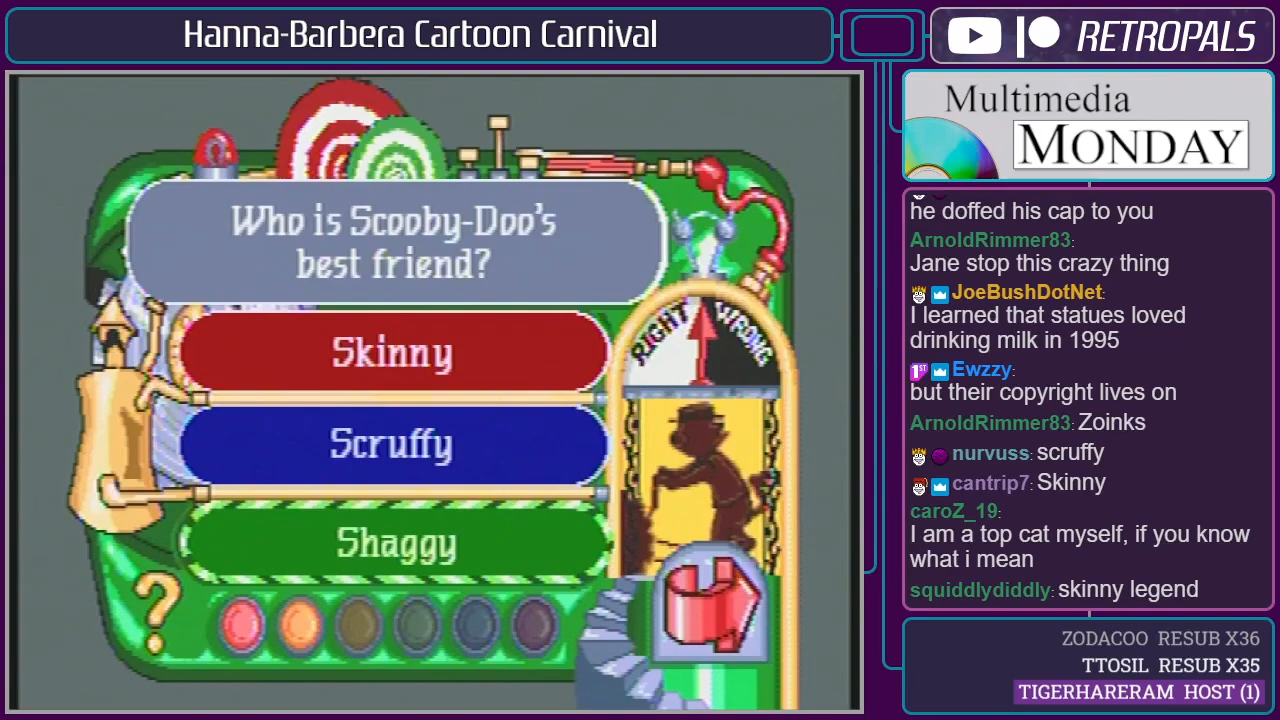 Hanna-Barbera Cartoon Carnival
RETROPALS
Multimedia
MONDAY
Who is Scooby-Doo's
best friend?
RIGHT
WRONG
Skinny
Scruffy
Shaggy
?
he doffed his cap to you
ArnoldRimmer83:
Jane stop this crazy thing
JoeBushDotNet:
I learned that statues loved
drinking milk in 1995
1ST Ewzzy:
but their copyright lives on
ArnoldRimmer83: Zoinks
nurvuss: scruffy
cantrip7: Skinny
caroZ_19:
I am a top cat myself, if you know
what i mean
squiddlydiddly: skinny legend
ZODACOO RESUB X36
TTOSIL RESUB X35
TIGERHARERAM HOST (1)